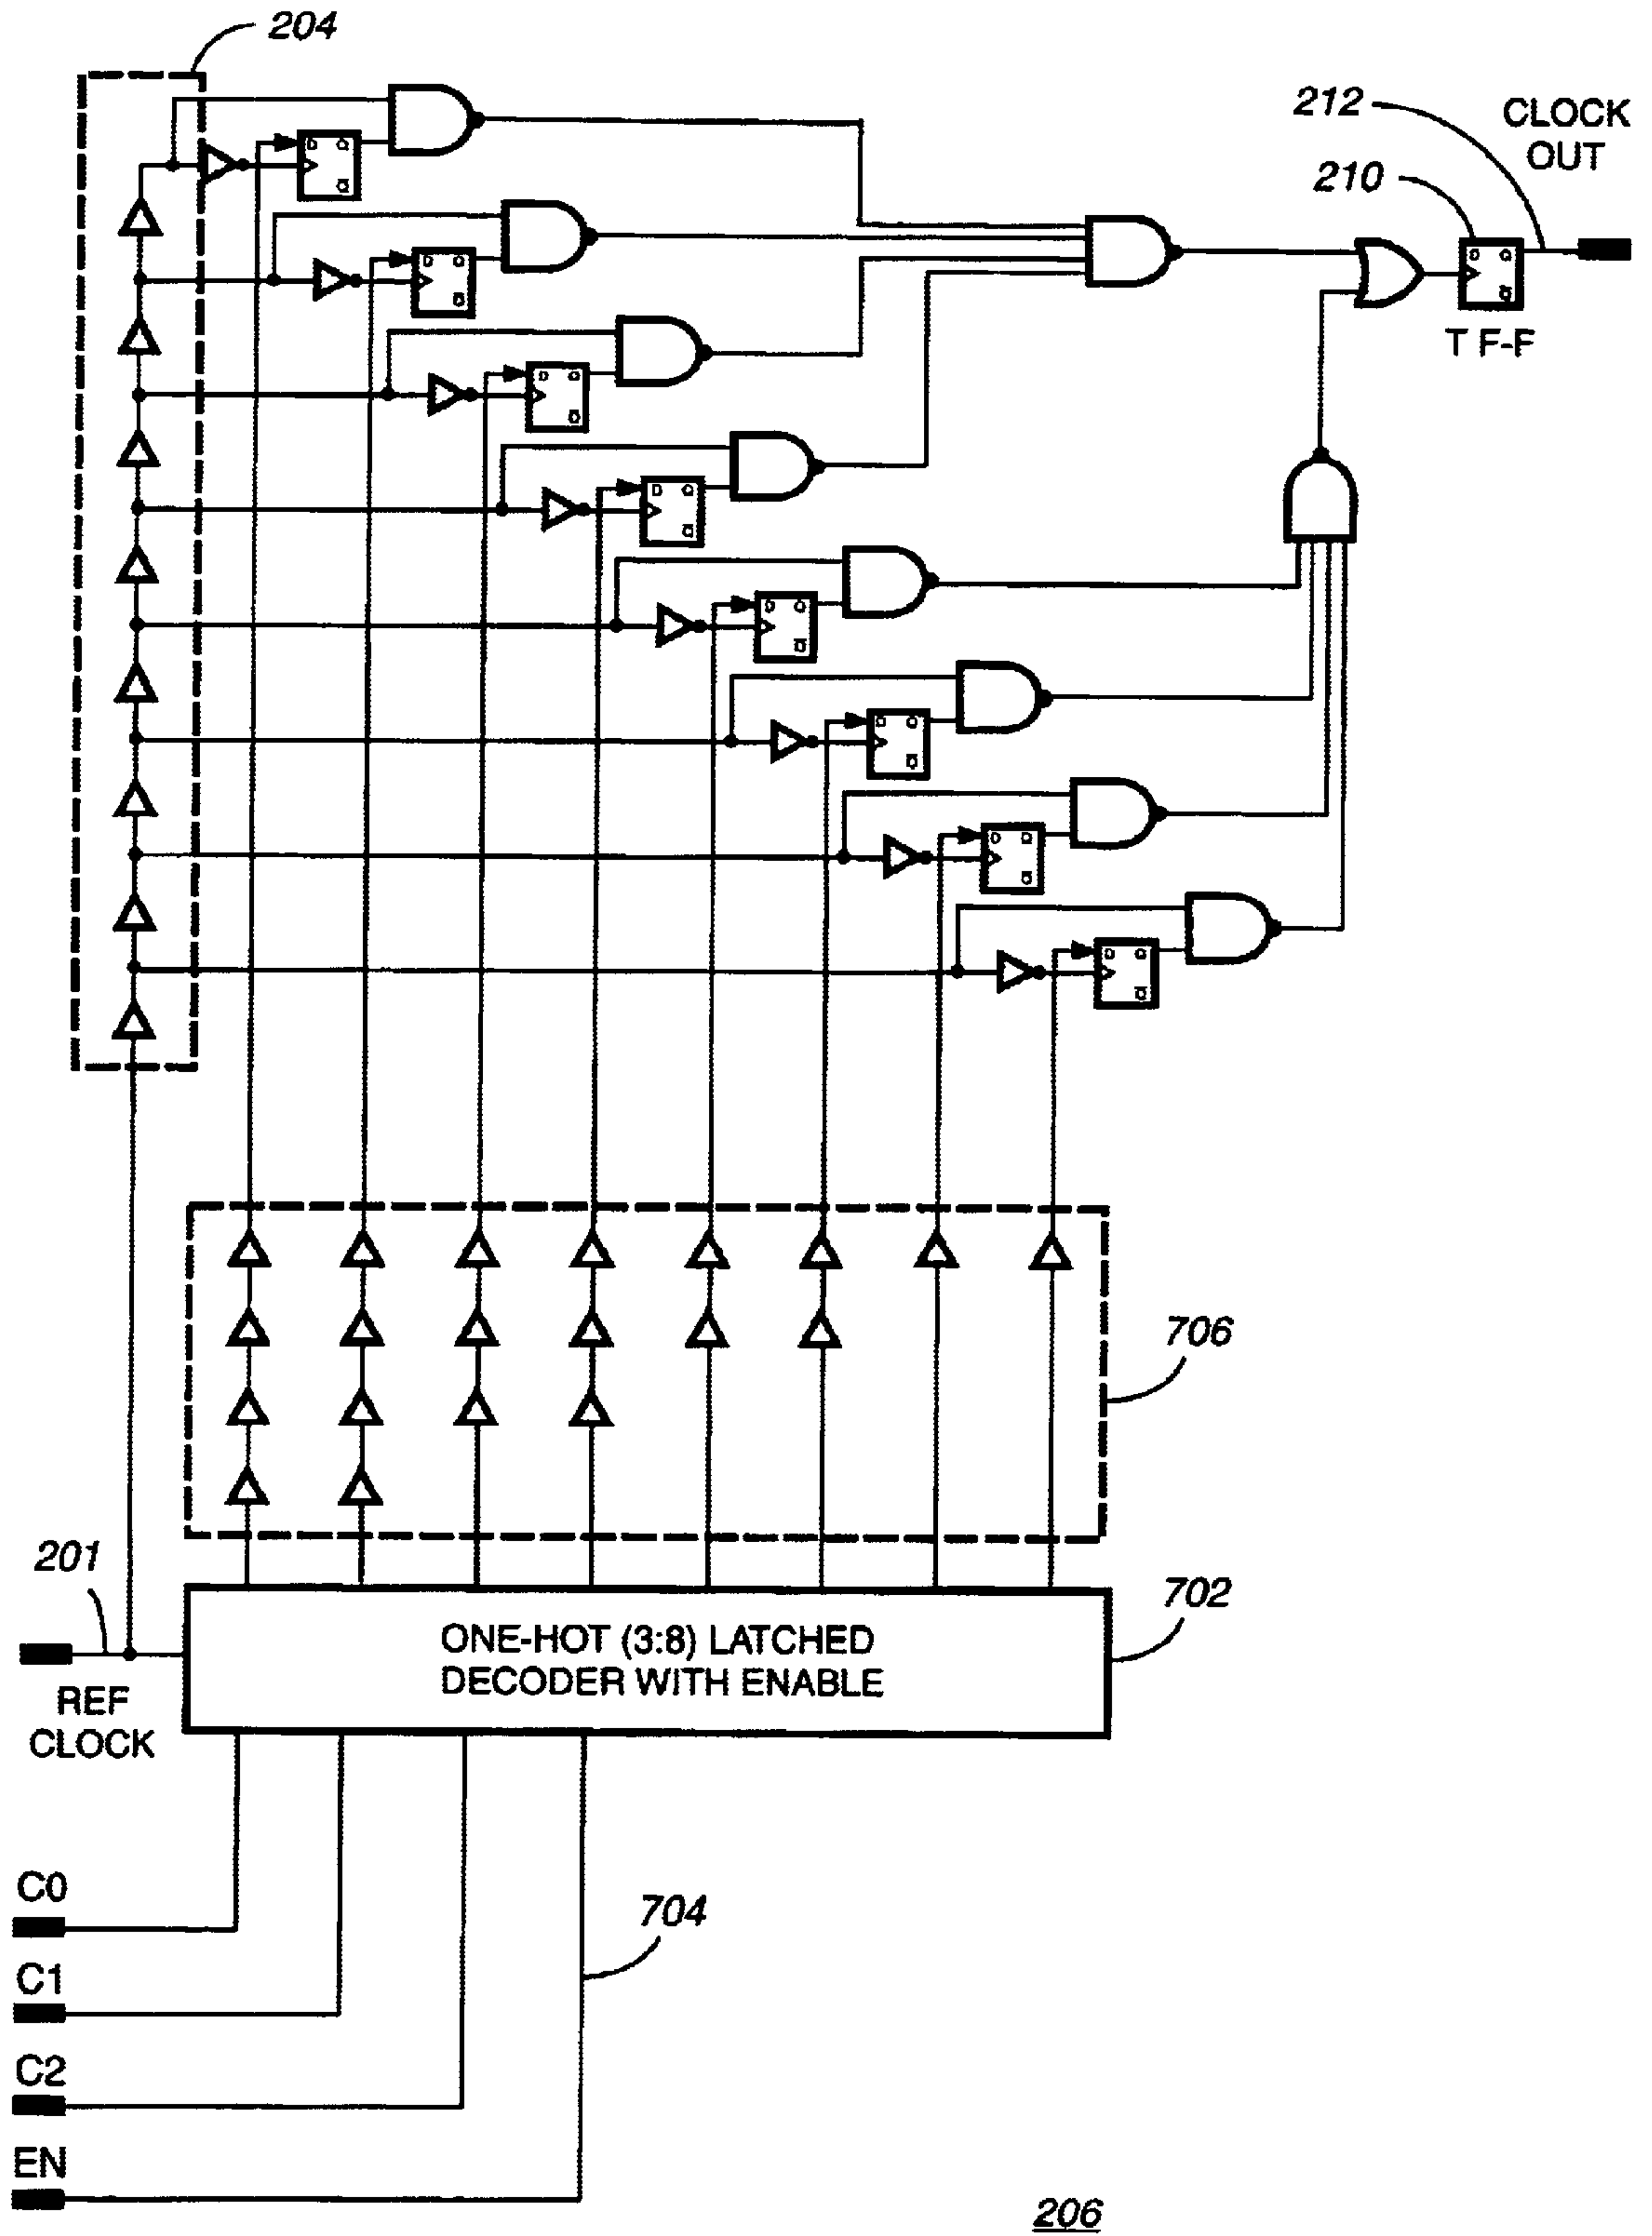 204
212
CLOCK
OUT
210
D Q
Q̅
T F-F
D Q
Q̅
D Q
Q̅
D Q
Q̅
D Q
Q̅
D Q
Q̅
D Q
Q̅
D Q
Q̅
D Q
Q̅
706
201
702
ONE-HOT (3:8) LATCHED
DECODER WITH ENABLE
REF
CLOCK
C0
704
C1
C2
EN
206